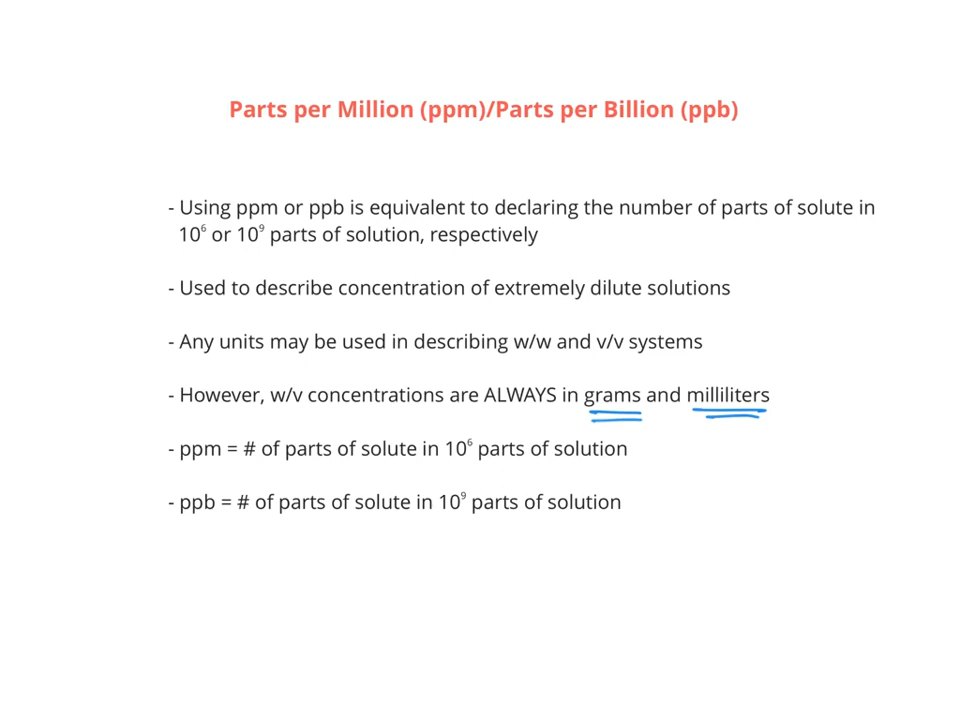 Parts per Million (ppm)/Parts per Billion (ppb)
- Using ppm or ppb is equivalent to declaring the number of parts of solute in
10⁶ or 10⁹ parts of solution, respectively
- Used to describe concentration of extremely dilute solutions
- Any units may be used in describing w/w and v/v systems
- However, w/v concentrations are ALWAYS in grams and milliliters
- ppm = # of parts of solute in 10⁶ parts of solution
- ppb = # of parts of solute in 10⁹ parts of solution